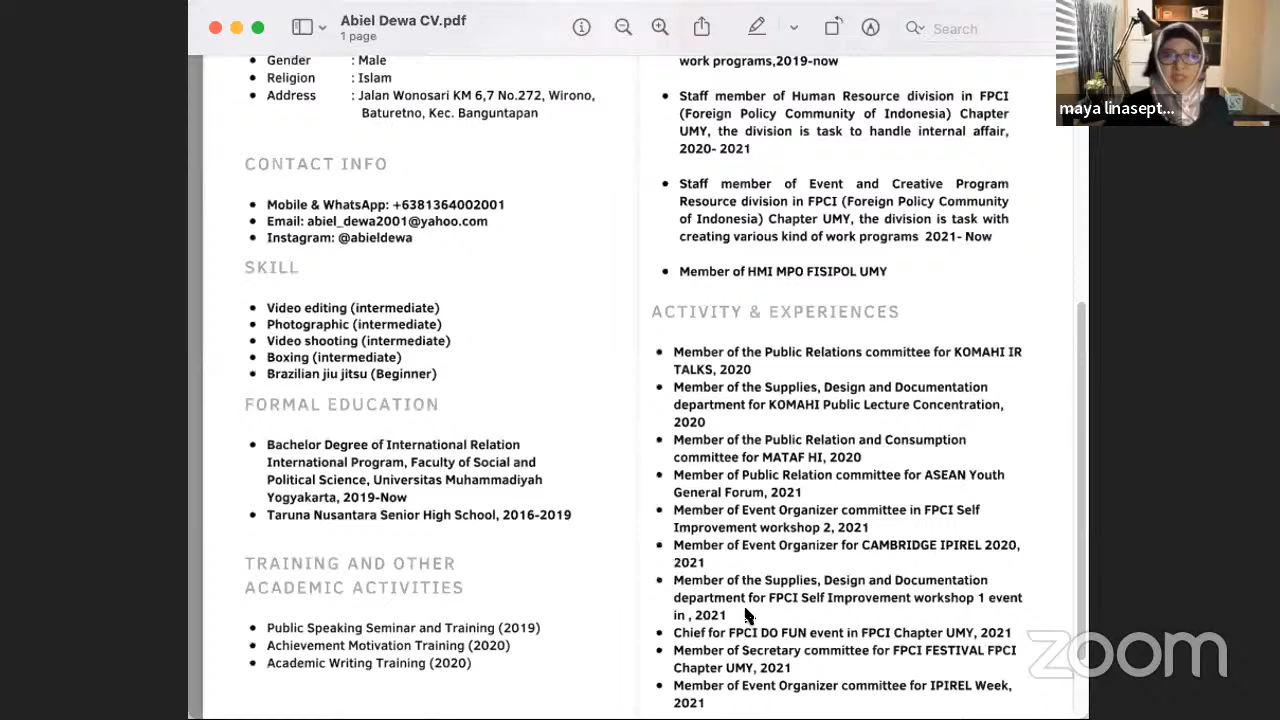 Abiel Dewa CV.pdf
1 page
Search
maya linasept...
Gender : Male
Religion : Islam
Address : Jalan Wonosari KM 6,7 No.272, Wirono,
Baturetno, Kec. Banguntapan
CONTACT INFO
Mobile & WhatsApp: +6381364002001
Email: abiel_dewa2001@yahoo.com
Instagram: @abieldewa
SKILL
Video editing (intermediate)
Photographic (intermediate)
Video shooting (intermediate)
Boxing (intermediate)
Brazilian jiu jitsu (Beginner)
FORMAL EDUCATION
Bachelor Degree of International Relation
International Program, Faculty of Social and
Political Science, Universitas Muhammadiyah
Yogyakarta, 2019-Now
Taruna Nusantara Senior High School, 2016-2019
TRAINING AND OTHER
ACADEMIC ACTIVITIES
Public Speaking Seminar and Training (2019)
Achievement Motivation Training (2020)
Academic Writing Training (2020)
work programs,2019-now
Staff member of Human Resource division in FPCI
(Foreign Policy Community of Indonesia) Chapter
UMY, the division is task to handle internal affair,
2020- 2021
Staff member of Event and Creative Program
Resource division in FPCI (Foreign Policy Community
of Indonesia) Chapter UMY, the division is task with
creating various kind of work programs 2021- Now
Member of HMI MPO FISIPOL UMY
ACTIVITY & EXPERIENCES
Member of the Public Relations committee for KOMAHI IR
TALKS, 2020
Member of the Supplies, Design and Documentation
department for KOMAHI Public Lecture Concentration,
2020
Member of the Public Relation and Consumption
committee for MATAF HI, 2020
Member of Public Relation committee for ASEAN Youth
General Forum, 2021
Member of Event Organizer committee in FPCI Self
Improvement workshop 2, 2021
Member of Event Organizer for CAMBRIDGE IPIREL 2020,
2021
Member of the Supplies, Design and Documentation
department for FPCI Self Improvement workshop 1 event
in , 2021
Chief for FPCI DO FUN event in FPCI Chapter UMY, 2021
Member of Secretary committee for FPCI FESTIVAL FPCI
Chapter UMY, 2021
Member of Event Organizer committee for IPIREL Week,
2021
zoom